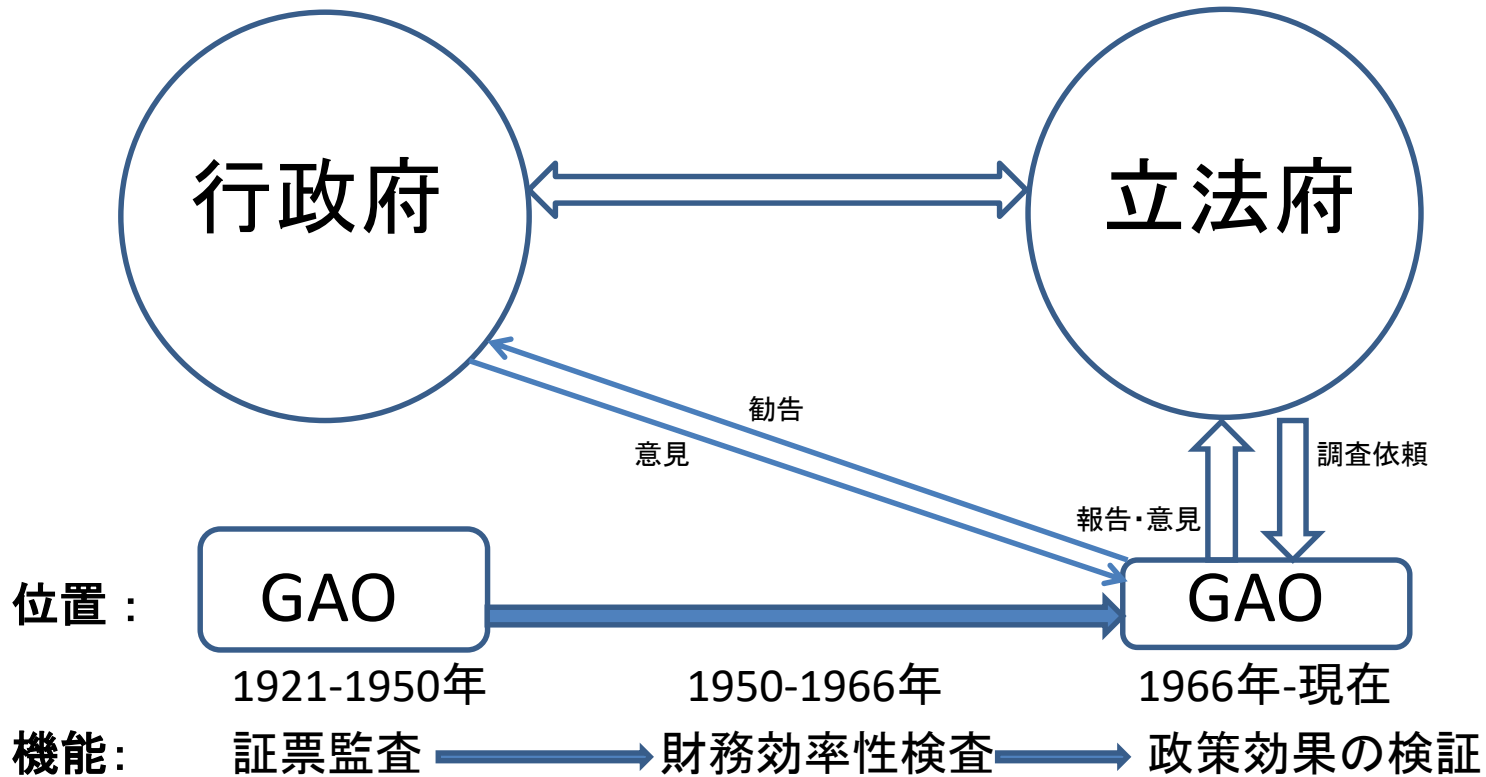 行政府
立法府
勧告
意見
調査依頼
報告・意見
位置：
GAO
GAO
1921-1950年
1950-1966年
1966年-現在
機能：
証票監査
財務効率性検査
政策効果の検証